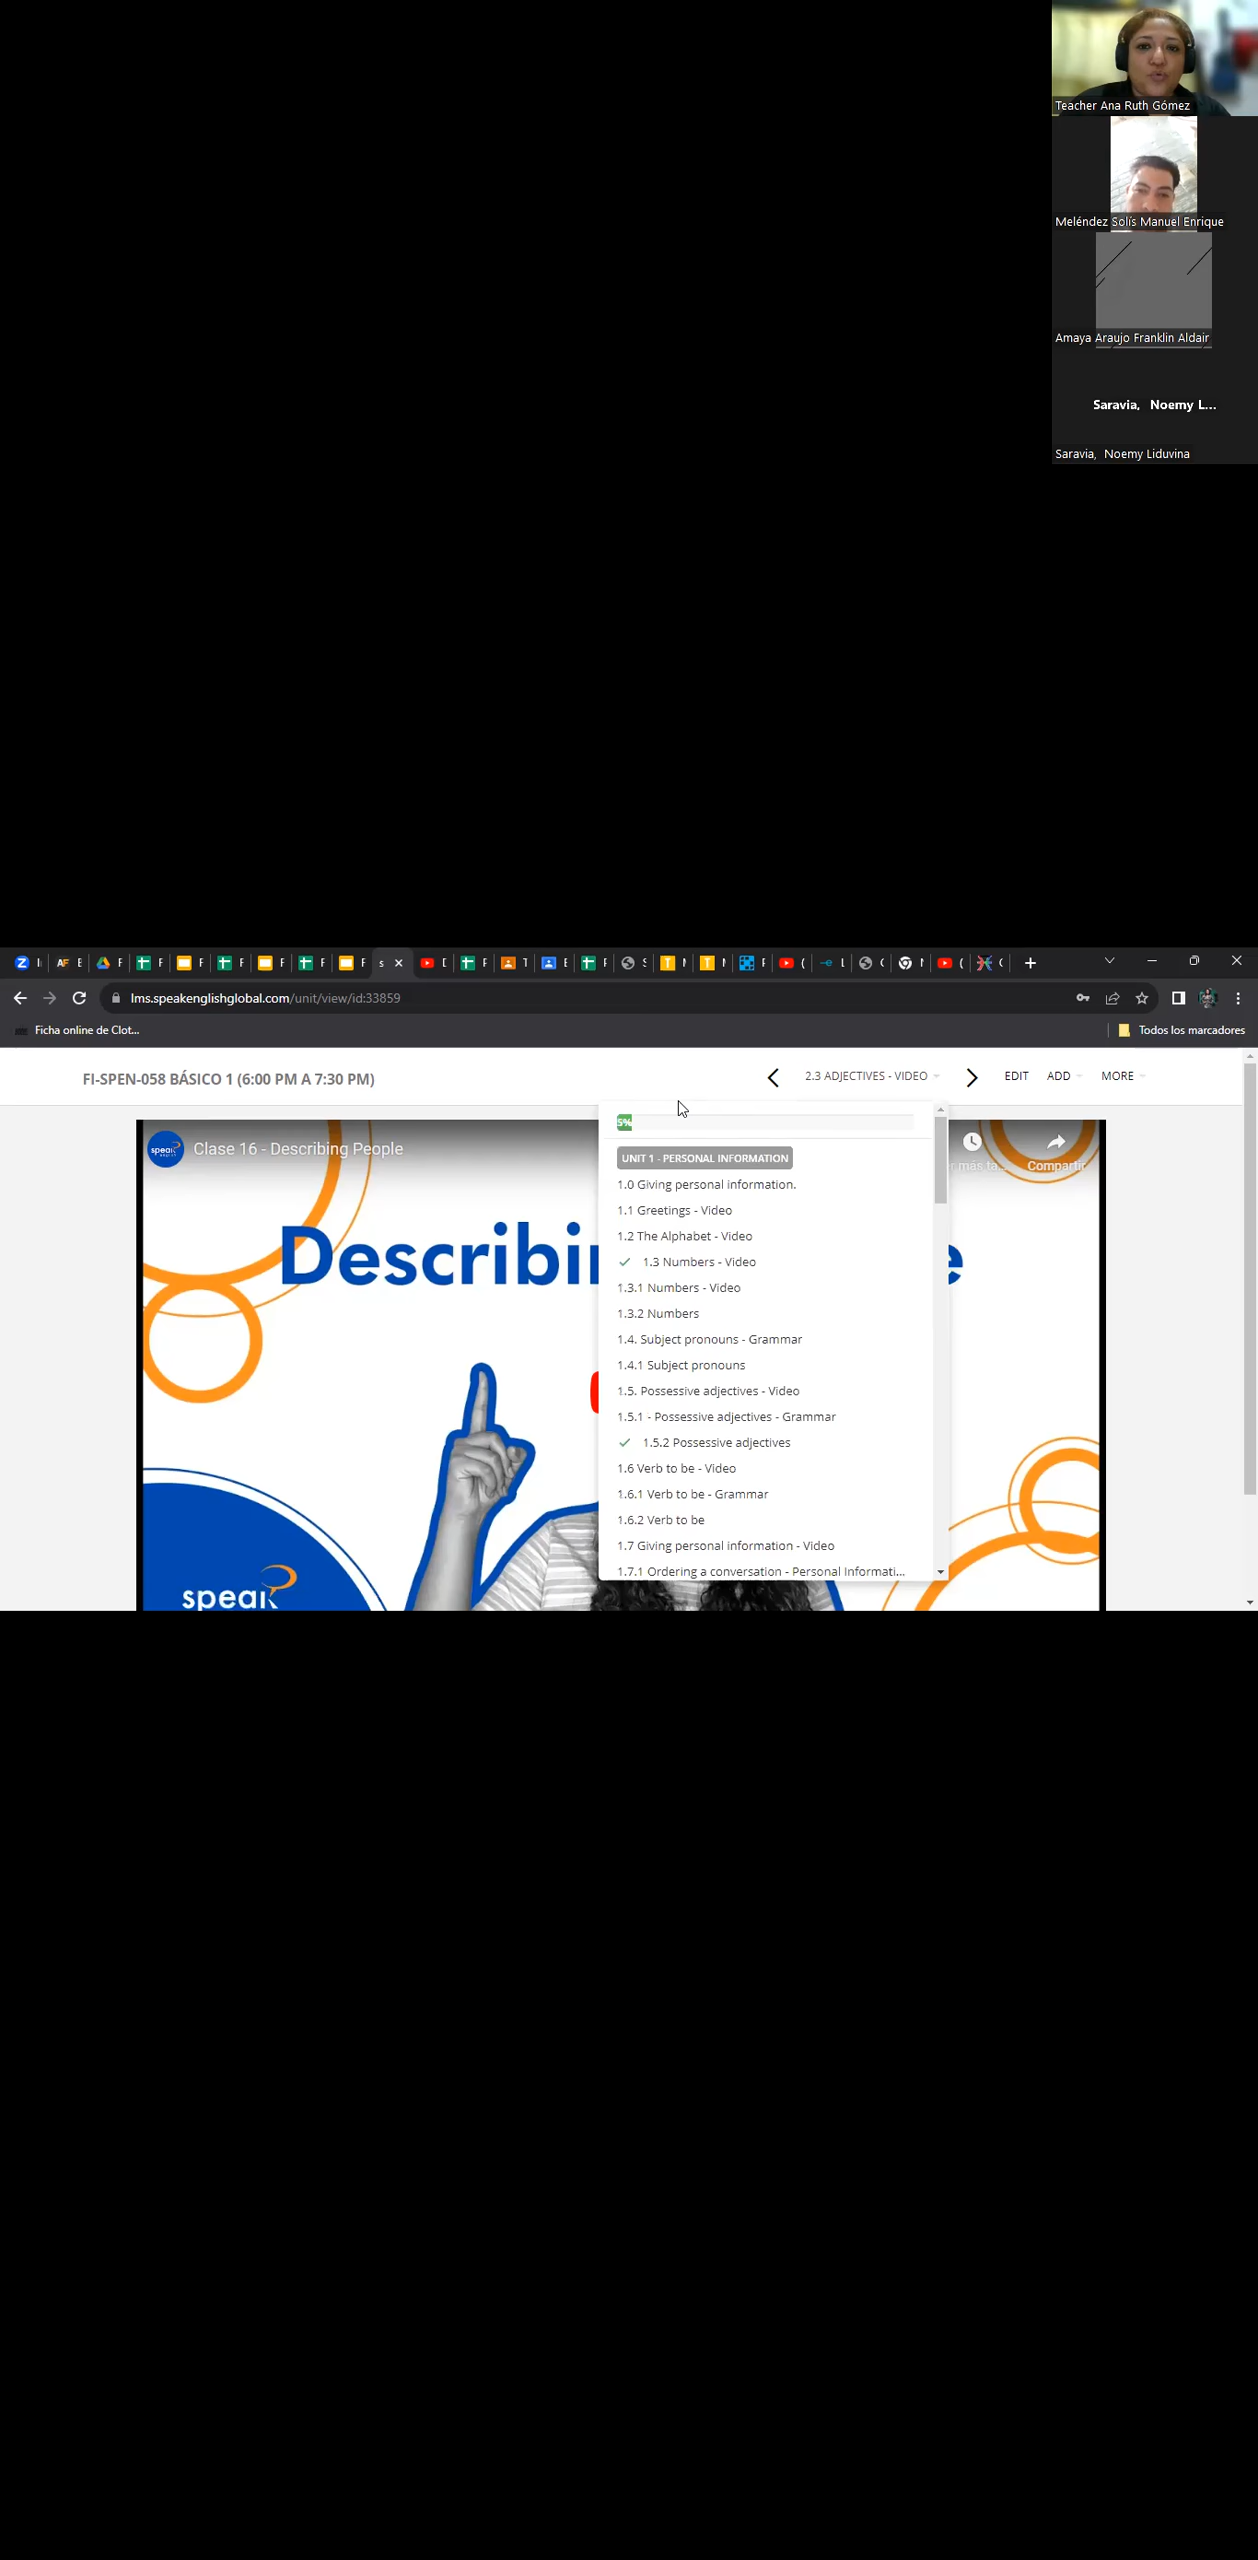 Teacher Ana Ruth Gómez
Meléndez Solís Manuel Enrique
Amaya Araujo Franklin Aldair
Saravia, Noemy L...
Saravia, Noemy Liduvina
lms.speakenglishglobal.com/unit/view/id:33859
Ficha online de Clot...
Todos los marcadores
FI-SPEN-058 BÁSICO 1 (6:00 PM A 7:30 PM)
2.3 ADJECTIVES - VIDEO
EDIT
ADD
MORE
5%
speak
Clase 16 - Describing People
Compartir
UNIT 1 - PERSONAL INFORMATION
1.0 Giving personal information.
1.1 Greetings - Video
1.2 The Alphabet - Video
1.3 Numbers - Video
1.3.1 Numbers - Video
1.3.2 Numbers
1.4. Subject pronouns - Grammar
1.4.1 Subject pronouns
1.5. Possessive adjectives - Video
1.5.1 - Possessive adjectives - Grammar
1.5.2 Possessive adjectives
1.6 Verb to be - Video
1.6.1 Verb to be - Grammar
1.6.2 Verb to be
1.7 Giving personal information - Video
1.7.1 Ordering a conversation - Personal Informati...
Describi
e
speak